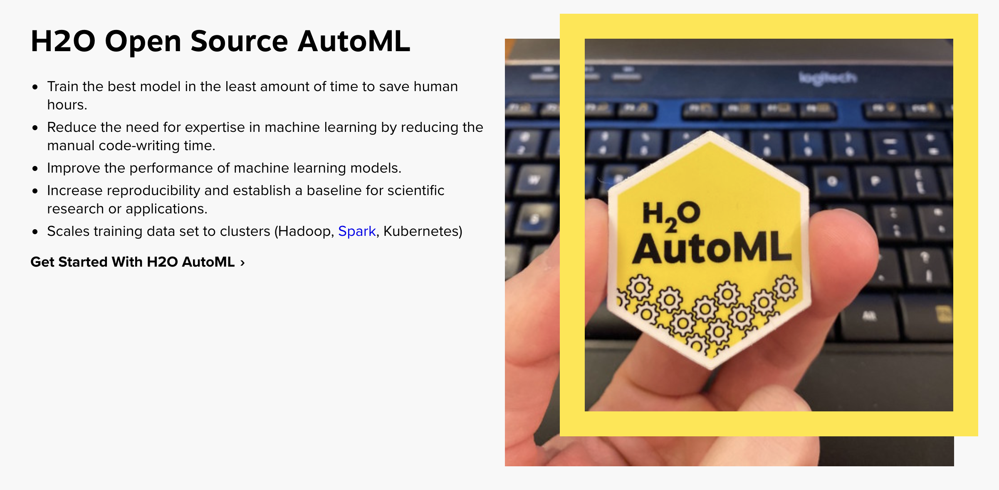 H2O Open Source AutoML
• Train the best model in the least amount of time to save human
hours.
• Reduce the need for expertise in machine learning by reducing the
manual code-writing time.
• Improve the performance of machine learning models.
• Increase reproducibility and establish a baseline for scientific
research or applications.
• Scales training data set to clusters (Hadoop, Spark, Kubernetes)
Get Started With H2O AutoML ›
logitech
W
O
P
S
H₂O
AutoML
Alt